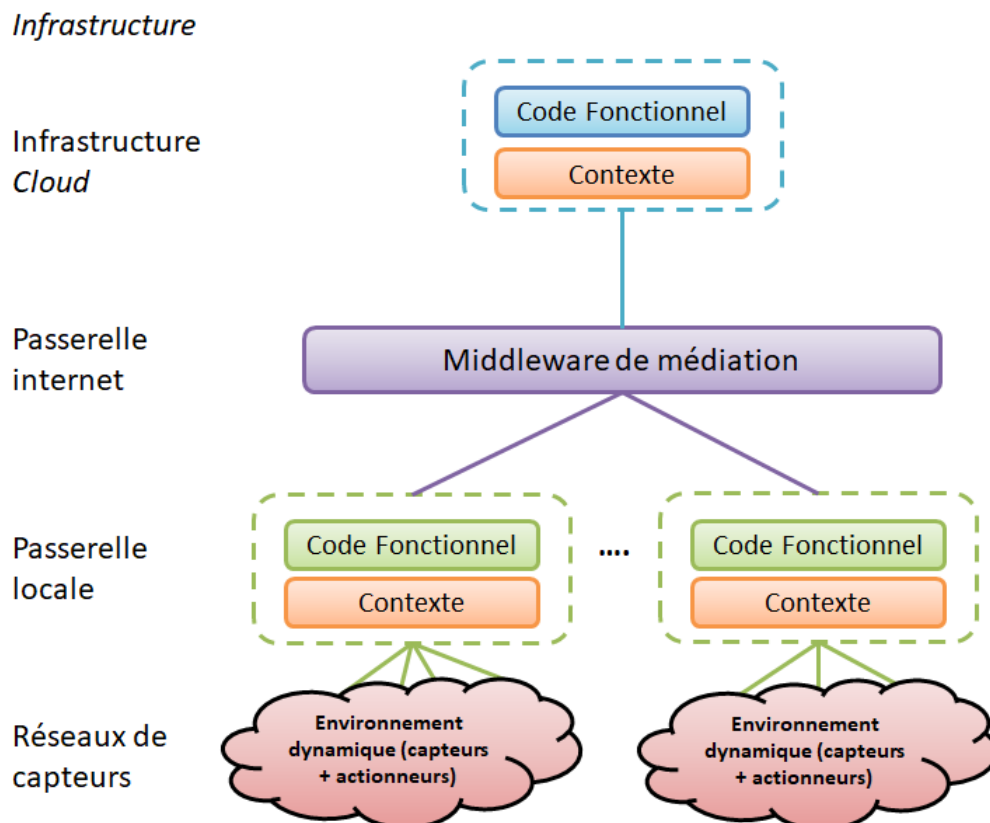 Infrastructure
Infrastructure
Cloud
Code Fonctionnel
Contexte
Passerelle
internet
Middleware de médiation
Passerelle
locale
Code Fonctionnel
Contexte
....
Code Fonctionnel
Contexte
Réseaux de
capteurs
Environnement
dynamique (capteurs
+ actionneurs)
Environnement
dynamique (capteurs
+ actionneurs)